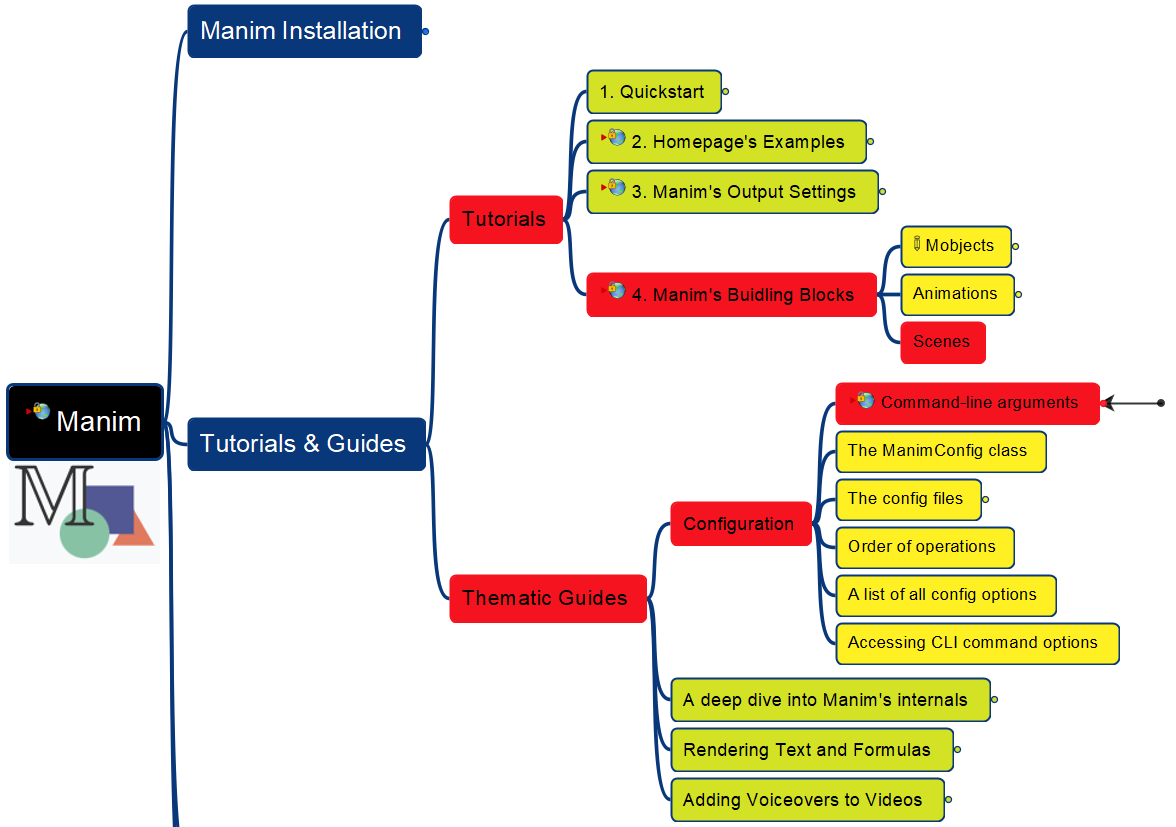 Manim Installation
1. Quickstart
2. Homepage's Examples
3. Manim's Output Settings
Tutorials
Mobjects
4. Manim's Buidling Blocks
Animations
Scenes
Manim
M
Tutorials & Guides
Command-line arguments
The ManimConfig class
The config files
Configuration
Order of operations
A list of all config options
Accessing CLI command options
Thematic Guides
A deep dive into Manim's internals
Rendering Text and Formulas
Adding Voiceovers to Videos